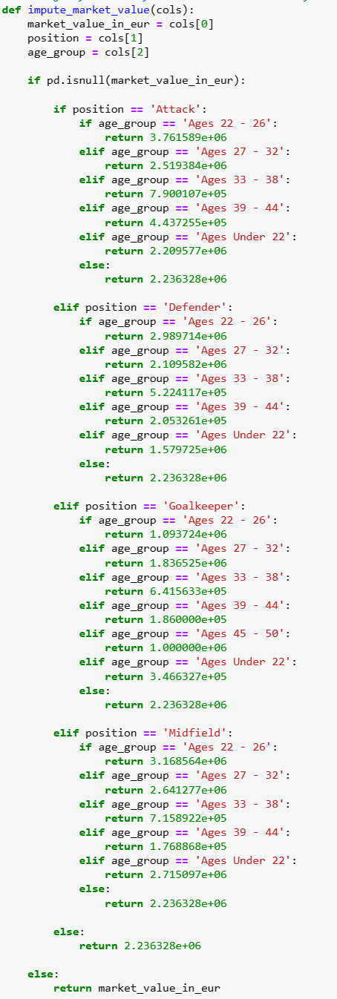 def impute_market_value(cols):
    market_value_in_eur = cols[0]
    position = cols[1]
    age_group = cols[2]

    if pd.isnull(market_value_in_eur):

        if position == 'Attack':
            if age_group == 'Ages 22 - 26':
                return 3.761589e+06
            elif age_group == 'Ages 27 - 32':
                return 2.519384e+06
            elif age_group == 'Ages 33 - 38':
                return 7.900107e+05
            elif age_group == 'Ages 39 - 44':
                return 4.437255e+05
            elif age_group == 'Ages Under 22':
                return 2.209577e+06
            else:
                return 2.236328e+06

        elif position == 'Defender':
            if age_group == 'Ages 22 - 26':
                return 2.989714e+06
            elif age_group == 'Ages 27 - 32':
                return 2.109582e+06
            elif age_group == 'Ages 33 - 38':
                return 5.224117e+05
            elif age_group == 'Ages 39 - 44':
                return 2.053261e+05
            elif age_group == 'Ages Under 22':
                return 1.579725e+06
            else:
                return 2.236328e+06

        elif position == 'Goalkeeper':
            if age_group == 'Ages 22 - 26':
                return 1.093724e+06
            elif age_group == 'Ages 27 - 32':
                return 1.836525e+06
            elif age_group == 'Ages 33 - 38':
                return 6.415633e+05
            elif age_group == 'Ages 39 - 44':
                return 1.860000e+05
            elif age_group == 'Ages 45 - 50':
                return 1.000000e+06
            elif age_group == 'Ages Under 22':
                return 3.466327e+05
            else:
                return 2.236328e+06

        elif position == 'Midfield':
            if age_group == 'Ages 22 - 26':
                return 3.168564e+06
            elif age_group == 'Ages 27 - 32':
                return 2.641277e+06
            elif age_group == 'Ages 33 - 38':
                return 7.158922e+05
            elif age_group == 'Ages 39 - 44':
                return 1.768868e+05
            elif age_group == 'Ages Under 22':
                return 2.715097e+06
            else:
                return 2.236328e+06

        else:
            return 2.236328e+06

    else:
        return market_value_in_eur